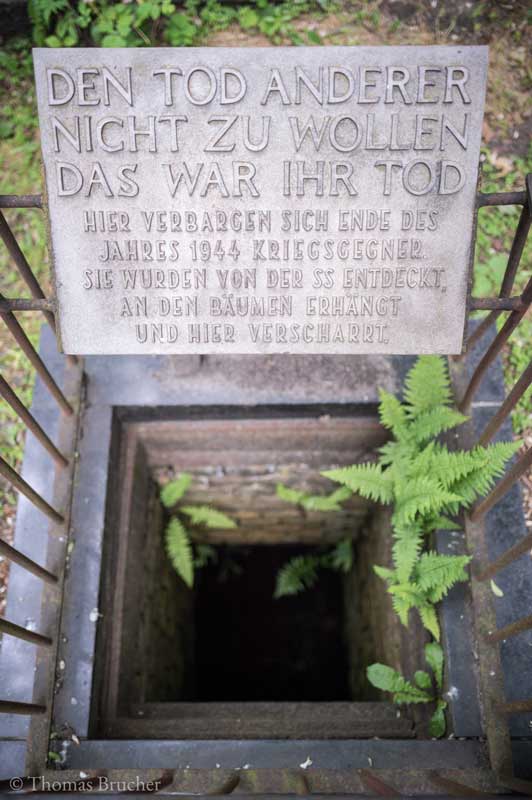 DEN TOD ANDERER
NICHT ZU WOLLEN
DAS WAR IHR TOD
HIER VERBARGEN SICH ENDE DES
JAHRES 1944 KRIEGSGEGNER.
SIE WURDEN VON DER SS ENTDECKT,
AN DEN BÄUMEN ERHÄNGT
UND HIER VERSCHARRT.
© Thomas Brucher